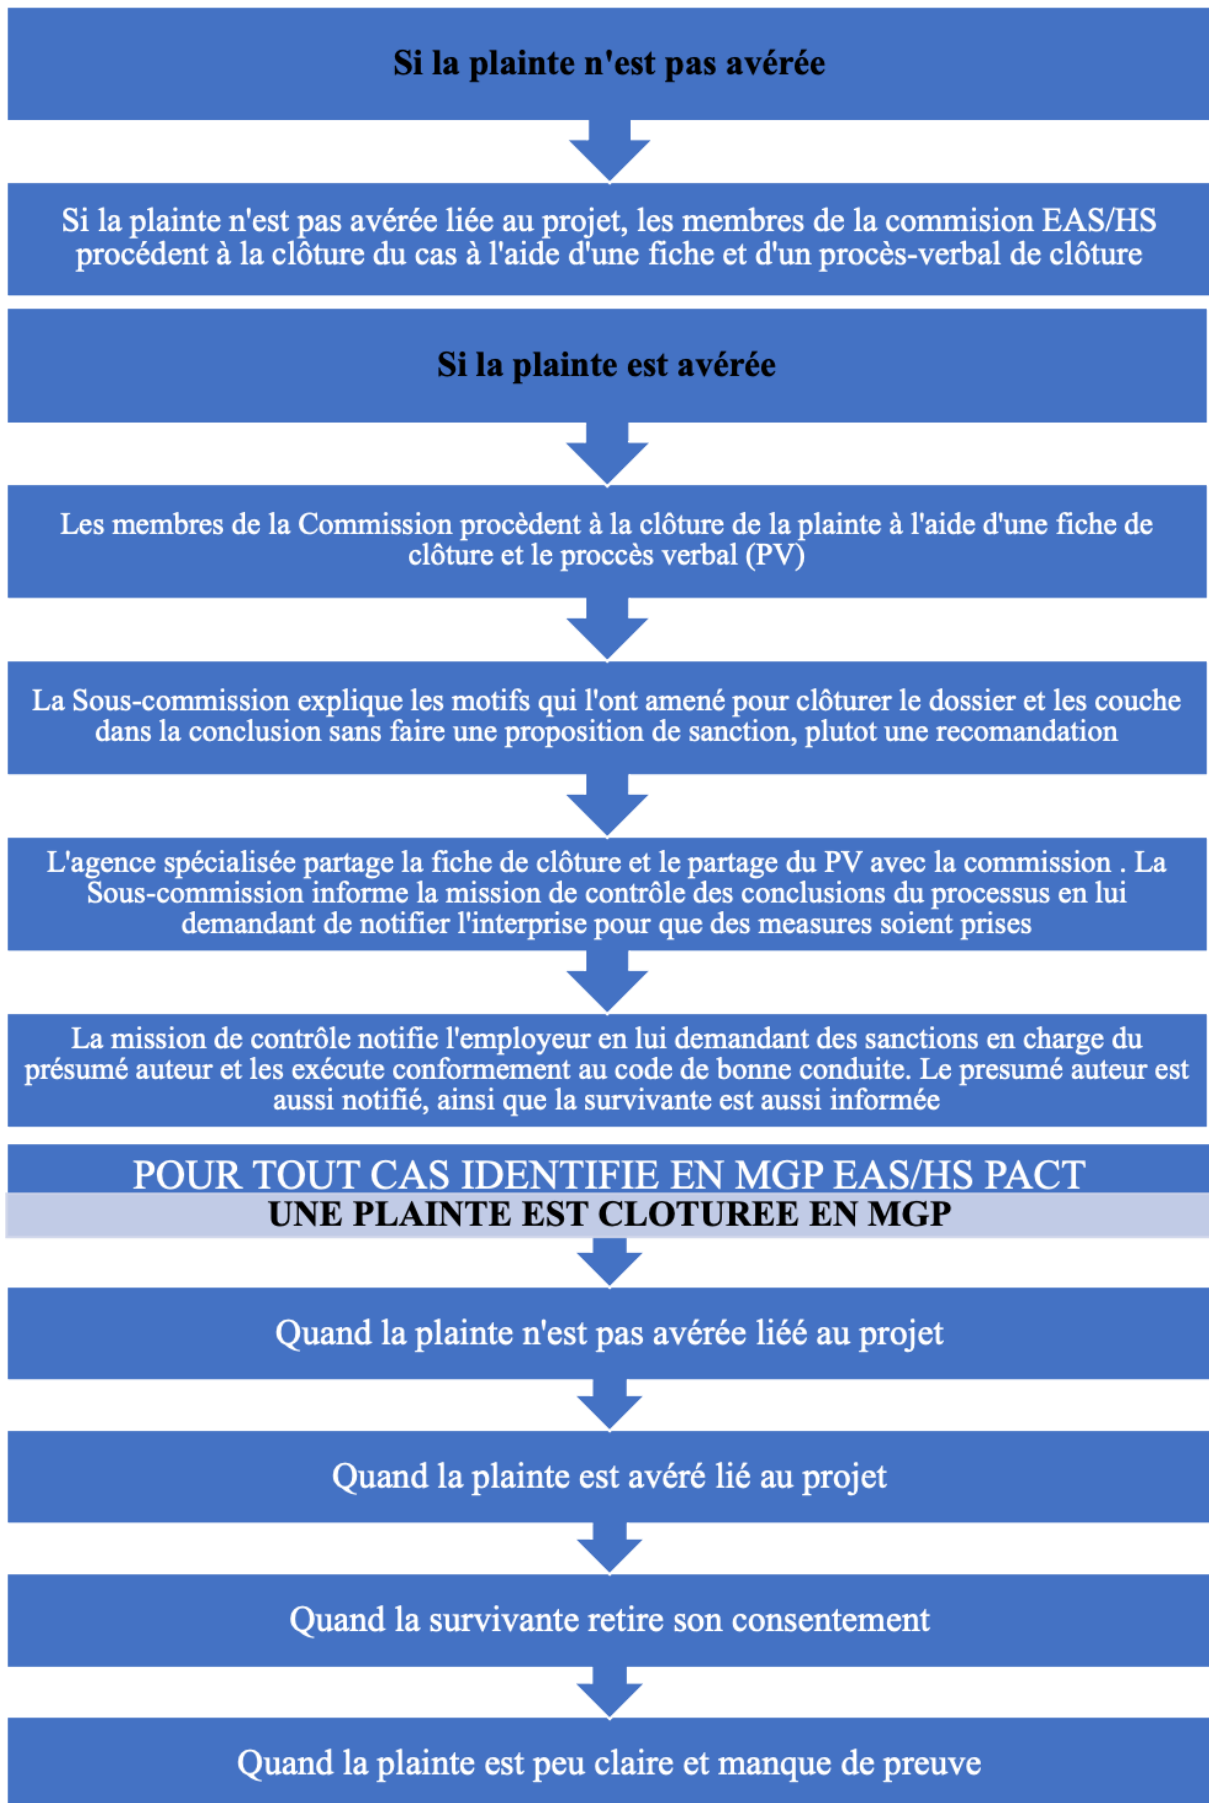 Si la plainte n'est pas avérée
Si la plainte n'est pas avérée liée au projet, les membres de la commision EAS/HS
procédent à la clôture du cas à l'aide d'une fiche et d'un procès-verbal de clôture
Si la plainte est avérée
Les membres de la Commission procèdent à la clôture de la plainte à l'aide d'une fiche de
clôture et le proccès verbal (PV)
La Sous-commission explique les motifs qui l'ont amené pour clôturer le dossier et les couche
dans la conclusion sans faire une proposition de sanction, plutot une recomandation
L'agence spécialisée partage la fiche de clôture et le partage du PV avec la commission . La
Sous-commission informe la mission de contrôle des conclusions du processus en lui
demandant de notifier l'interprise pour que des measures soient prises
La mission de contrôle notifie l'employeur en lui demandant des sanctions en charge du
présumé auteur et les exécute conformement au code de bonne conduite. Le presumé auteur est
aussi notifié, ainsi que la survivante est aussi informée
POUR TOUT CAS IDENTIFIE EN MGP EAS/HS PACT
UNE PLAINTE EST CLOTUREE EN MGP
Quand la plainte n'est pas avérée liéé au projet
Quand la plainte est avéré lié au projet
Quand la survivante retire son consentement
Quand la plainte est peu claire et manque de preuve